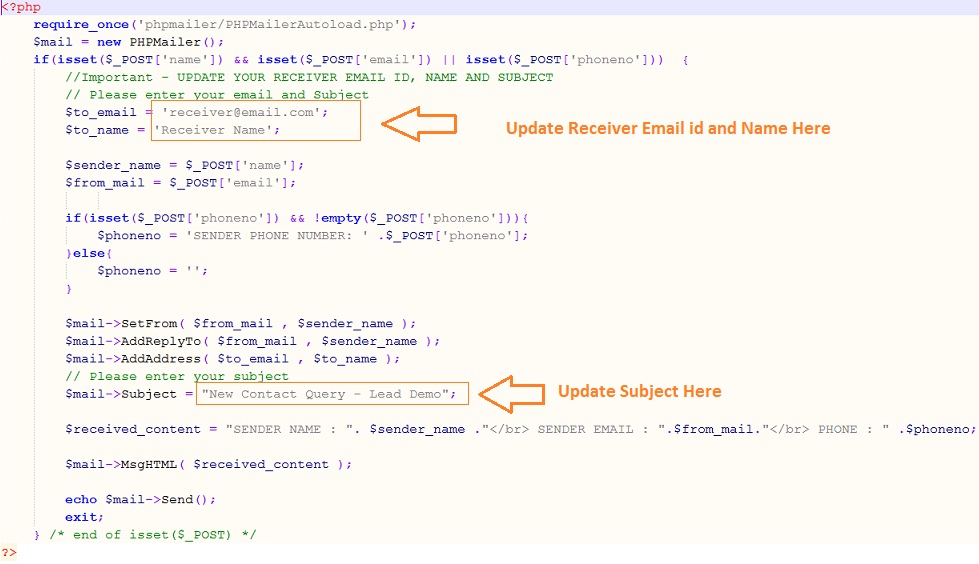 <?php
require_once('phpmailer/PHPMailerAutoload.php');
$mail = new PHPMailer();
if(isset($_POST['name']) && isset($_POST['email']) || isset($_POST['phoneno'])) {
//Important - UPDATE YOUR RECEIVER EMAIL ID, NAME AND SUBJECT
// Please enter your email and Subject
$to_email = 'receiver@email.com';
$to_name = 'Receiver Name';
Update Receiver Email id and Name Here
$sender_name = $_POST['name'];
$from_mail = $_POST['email'];
if(isset($_POST['phoneno']) && !empty($_POST['phoneno'])){
$phoneno = 'SENDER PHONE NUMBER: ' .$_POST['phoneno'];
}else{
$phoneno = '';
}
$mail->SetFrom( $from_mail , $sender_name );
$mail->AddReplyTo( $from_mail , $sender_name );
$mail->AddAddress( $to_email , $to_name );
// Please enter your subject
$mail->Subject = "New Contact Query - Lead Demo";
Update Subject Here
$received_content = "SENDER NAME : ". $sender_name ."</br> SENDER EMAIL : ".$from_mail."</br> PHONE : " .$phoneno;
$mail->MsgHTML( $received_content );
echo $mail->Send();
exit;
} /* end of isset($_POST) */
?>